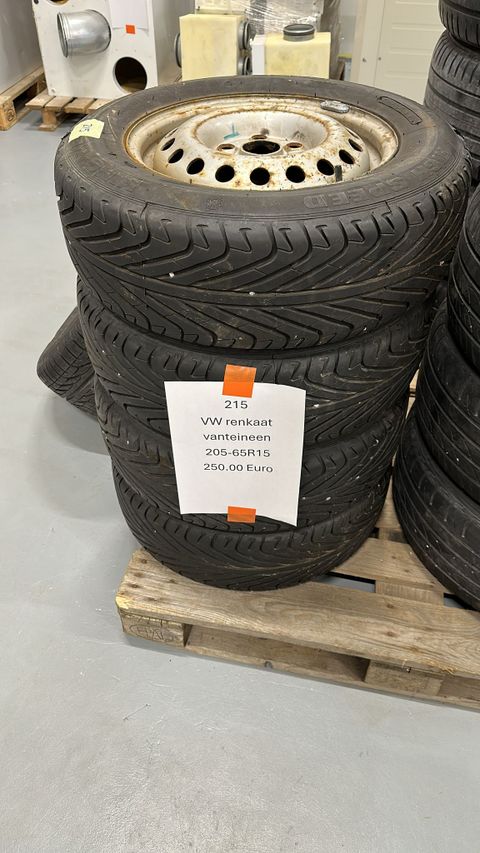 215
VW renkaat
vanteineen
205-65R15
250.00 Euro